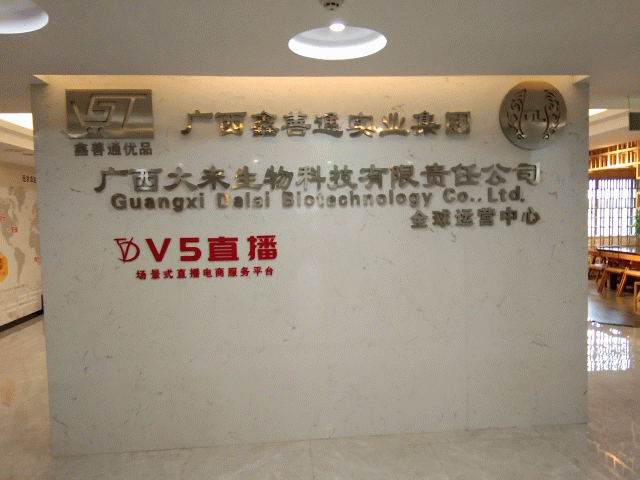 广西鑫善通实业集团
鑫善通优品
广西大来生物科技有限责任公司
Guangxi Daisi Biotechnology Co., Ltd.
全球运营中心
V5直播
场景式直播电商服务平台